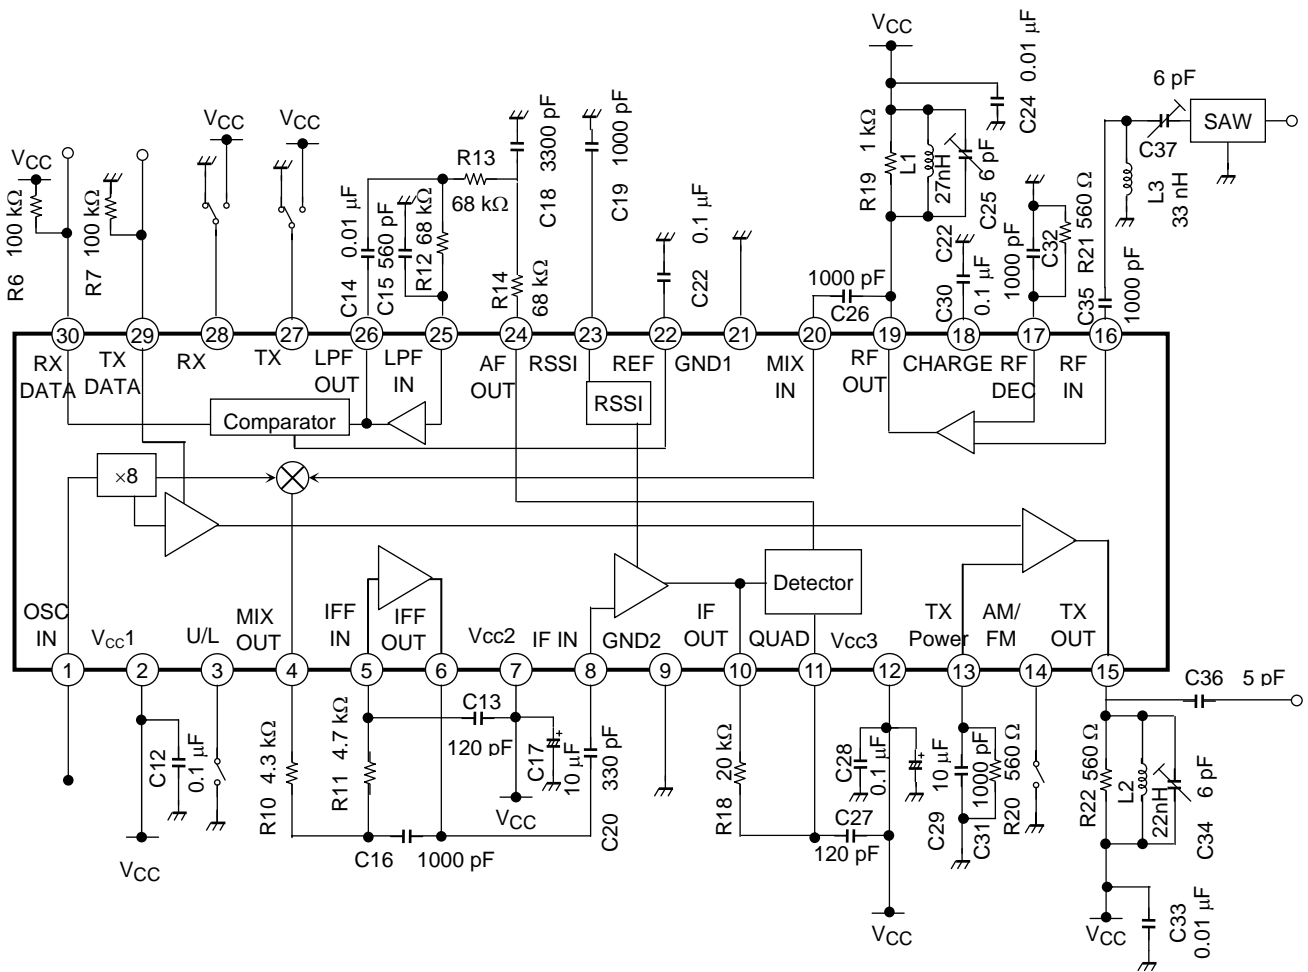 VCC
C24 0.01 µF
6 pF
SAW
C37
L3
33 nH
VCC
VCC
VCC
R6 100 kΩ
R7 100 kΩ
C14 0.01 µF
C15 560 pF
R12 68 kΩ
R13
68 kΩ
C18 3300 pF
R14
68 kΩ
C19 1000 pF
C22 0.1 µF
1000 pF
C26
R19 1 kΩ
L1
27nH
C25 6 pF
C22
C30 0.1 µF
1000 pF
C32
R21 560 Ω
C35
1000 pF
30 29 28 27 26 25 24 23 22 21 20 19 18 17 16
RX DATA
TX DATA
RX
TX
LPF OUT
LPF IN
AF OUT
RSSI
REF
GND1
MIX IN
RF OUT
CHARGE
RF DEC
RF IN
Comparator
RSSI
×8
Detector
OSC IN
VCC1
U/L
MIX OUT
IFF IN
IFF OUT
Vcc2
IF IN
GND2
IF OUT
QUAD
Vcc3
TX Power
AM/ FM
TX OUT
1 2 3 4 5 6 7 8 9 10 11 12 13 14 15
C12
0.1 µF
VCC
R10 4.3 kΩ
R11 4.7 kΩ
C13
120 pF
C16 1000 pF
C17
10 µF
+
VCC
C20 330 pF
R18 20 kΩ
C27
120 pF
C28
0.1 µF
+
10 µF
VCC
C29
1000 pF
C31
R20 560 Ω
C36 5 pF
R22 560 Ω
L2
22nH
C34 6 pF
VCC
C33
0.01 µF